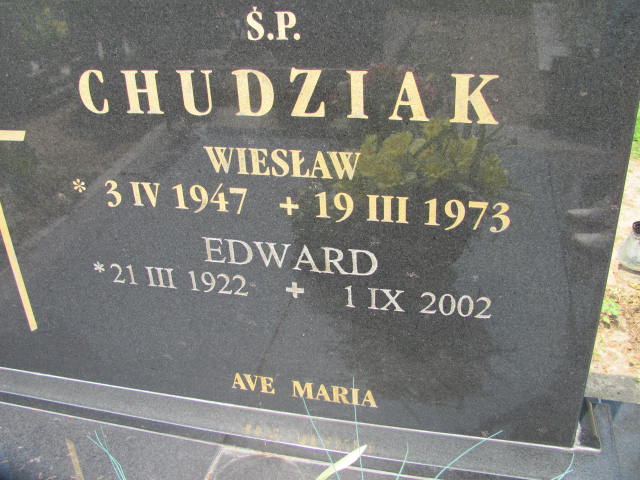 Ś.P.
CHUDZIAK
WIESŁAW
* 3 IV 1947 + 19 III 1973
EDWARD
* 21 III 1922 + 1 IX 2002
AVE MARIA